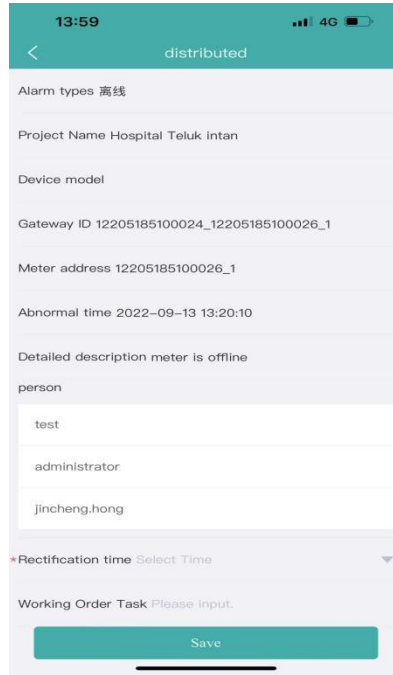 13:59
4G
distributed
Alarm types 离线
Project Name Hospital Teluk intan
Device model
Gateway ID 12205185100024_12205185100026_1
Meter address 12205185100026_1
Abnormal time 2022-09-13 13:20:10
Detailed description meter is offline
person
test
administrator
jincheng.hong
*Rectification time Select Time
Working Order Task Please input.
Save